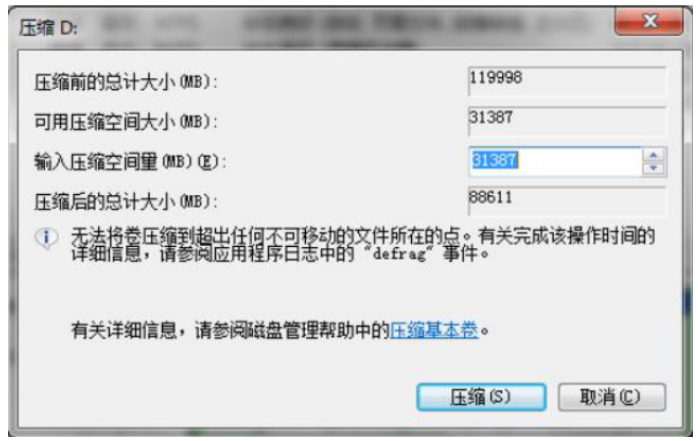 压缩 D:
压缩前的总计大小(MB):
119998
可用压缩空间大小(MB):
31387
输入压缩空间量(MB)(E):
31387
压缩后的总计大小(MB):
88611
无法将卷压缩到超出任何不可移动的文件所在的点。有关完成该操作时间的
详细信息，请参阅应用程序日志中的 "defrag" 事件。
有关详细信息，请参阅磁盘管理帮助中的压缩基本卷。
压缩(S)
取消(C)